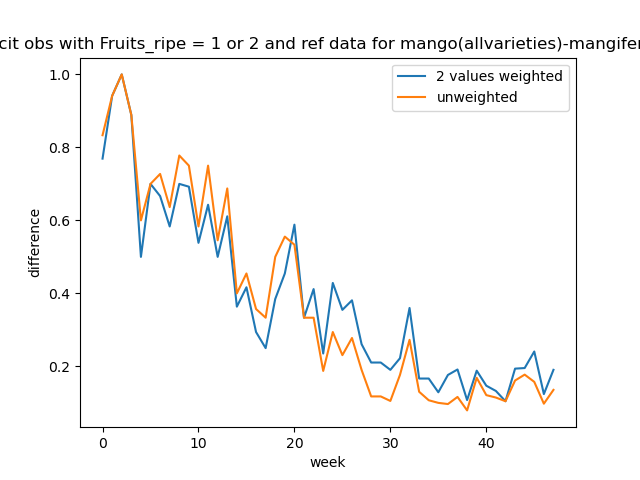 cit obs with Fruits_ripe = 1 or 2 and ref data for mango(allvarieties)-mangifer
2 values weighted
unweighted
1.0
0.8
0.6
0.4
0.2
difference
0 10 20 30 40
week